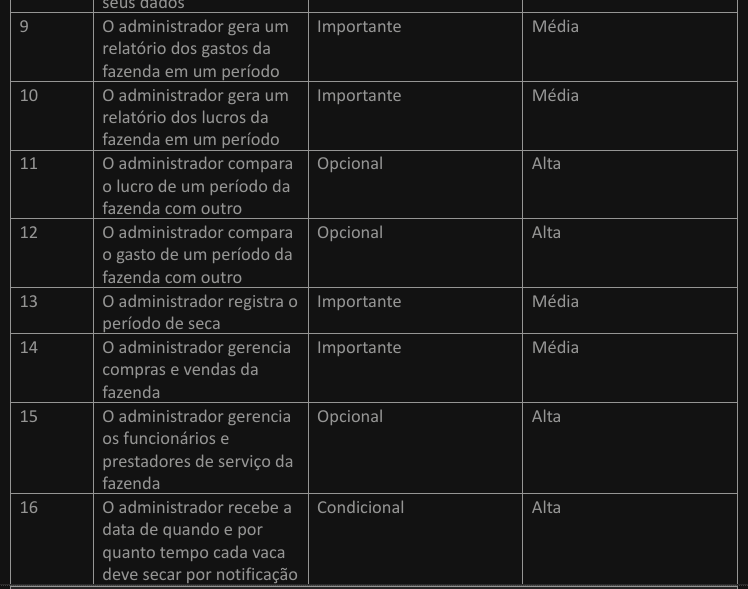 seus dados
9 O administrador gera um Importante Média
relatório dos gastos da
fazenda em um período
10 O administrador gera um Importante Média
relatório dos lucros da
fazenda em um período
11 O administrador compara Opcional Alta
o lucro de um período da
fazenda com outro
12 O administrador compara Opcional Alta
o gasto de um período da
fazenda com outro
13 O administrador registra o Importante Média
período de seca
14 O administrador gerencia Importante Média
compras e vendas da
fazenda
15 O administrador gerencia Opcional Alta
os funcionários e
prestadores de serviço da
fazenda
16 O administrador recebe a Condicional Alta
data de quando e por
quanto tempo cada vaca
deve secar por notificação